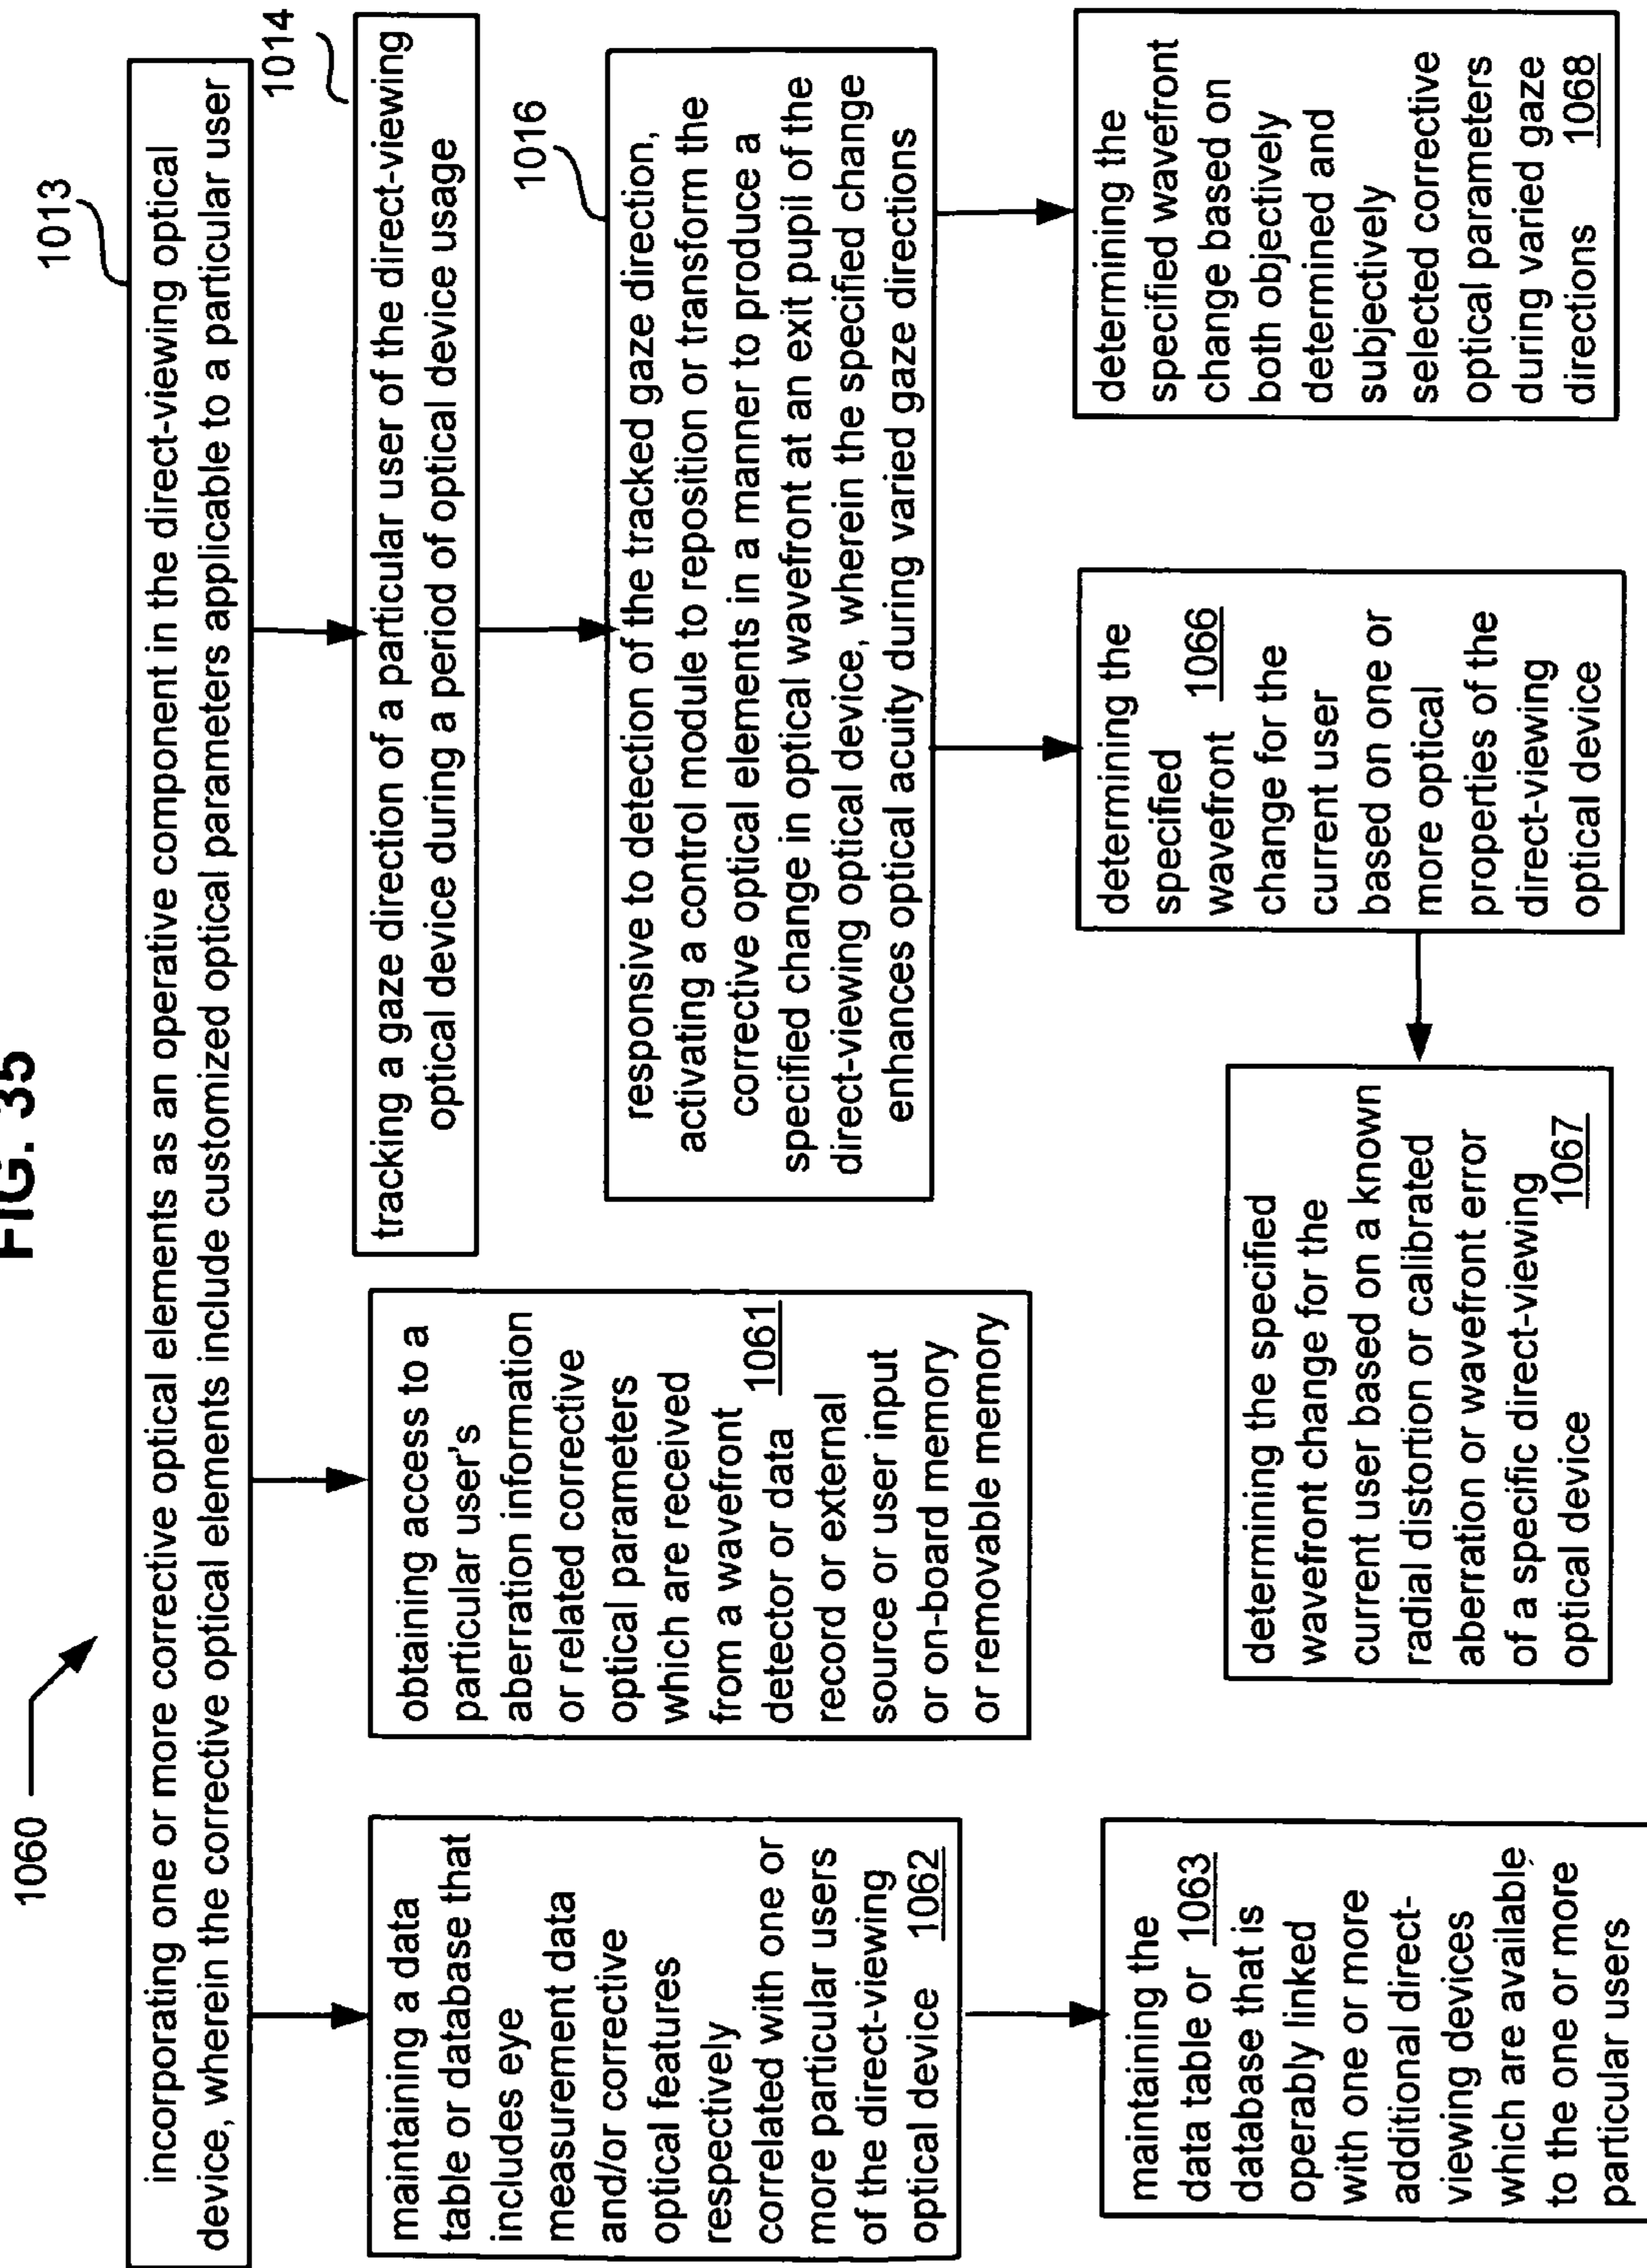 FIG. 35
1060
1013
incorporating one or more corrective optical elements as an operative component in the direct-viewing optical
device, wherein the corrective optical elements include customized optical parameters applicable to a particular user
maintaining a data
table or database that
includes eye
measurement data
and/or corrective
optical features
respectively
correlated with one or
more particular users
of the direct-viewing
optical device 1062
maintaining the
data table or 1063
database that is
operably linked
with one or more
additional direct-
viewing devices
which are available
to the one or more
particular users
obtaining access to a
particular user's
aberration information
or related corrective
optical parameters
which are received
from a wavefront
detector or data 1061
record or external
source or user input
or on-board memory
or removable memory
1014
tracking a gaze direction of a particular user of the direct-viewing
optical device during a period of optical device usage
1016
responsive to detection of the tracked gaze direction,
activating a control module to reposition or transform the
corrective optical elements in a manner to produce a
specified change in optical wavefront at an exit pupil of the
direct-viewing optical device, wherein the specified change
enhances optical acuity during varied gaze directions
determining the specified
wavefront change for the
current user based on a known
radial distortion or calibrated
aberration or wavefront error
of a specific direct-viewing
optical device 1067
determining the
specified
wavefront 1066
change for the
current user
based on one or
more optical
properties of the
direct-viewing
optical device
determining the
specified wavefront
change based on
both objectively
determined and
subjectively
selected corrective
optical parameters
during varied gaze
directions 1068